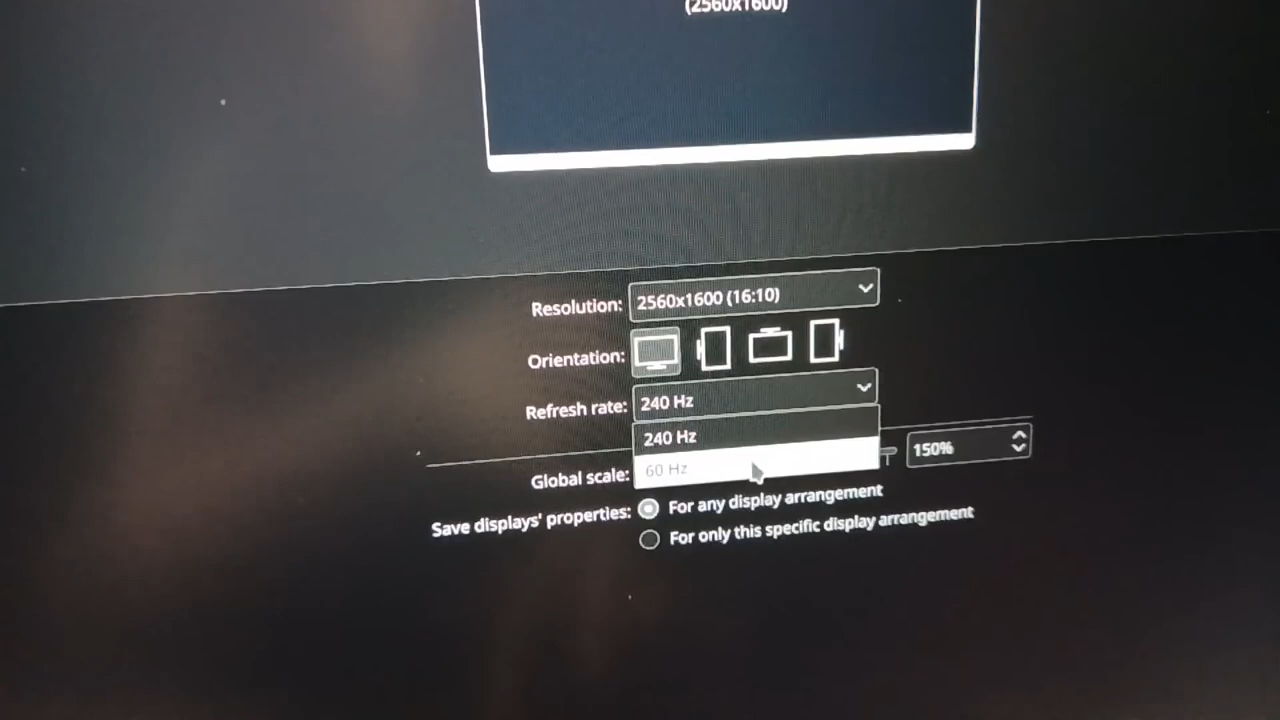 (2560x1600)
Resolution: 2560x1600 (16:10)
Orientation:
Refresh rate: 240 Hz
240 Hz
60 Hz
Global scale: 150%
Save displays' properties: For any display arrangement
For only this specific display arrangement